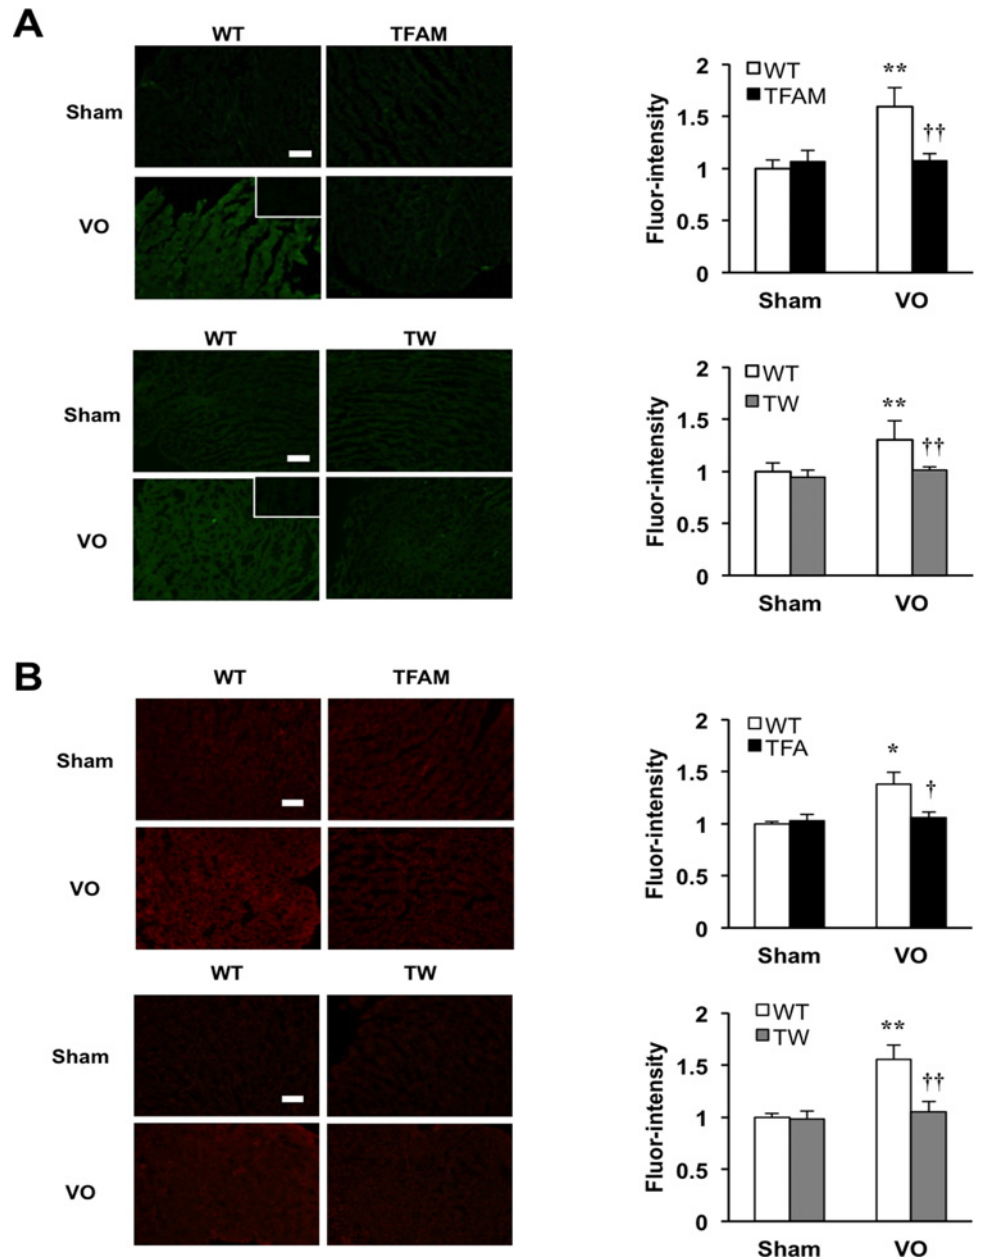 A
WT TFAM
Sham
VO
WT TW
Sham
VO
Fluor-intensity
2
1.5
1
0.5
0
WT
TFAM
**
††
Sham VO
Fluor-intensity
2
1.5
1
0.5
0
WT
TW
**
††
Sham VO
B
WT TFAM
Sham
VO
WT TW
Sham
VO
Fluor-intensity
2
1.5
1
0.5
0
WT
TFA
*
†
Sham VO
Fluor-intensity
2
1.5
1
0.5
0
WT
TW
**
††
Sham VO